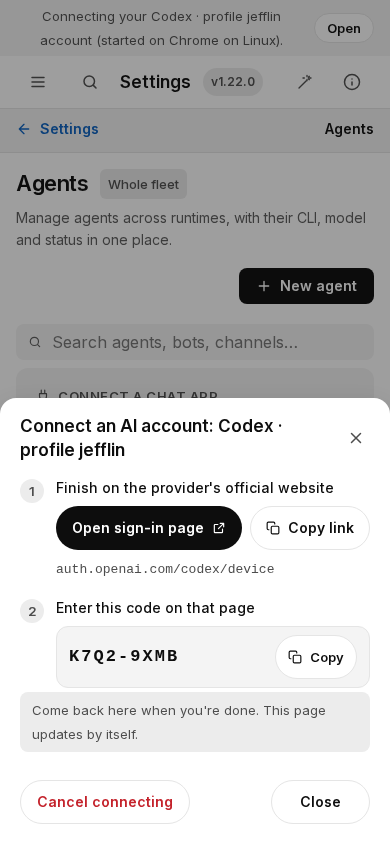 Connecting your Codex · profile jefflin
account (started on Chrome on Linux).
Open
Settings
v1.22.0
Settings
Agents
Agents
Whole fleet
Manage agents across runtimes, with their CLI, model
and status in one place.
New agent
Search agents, bots, channels...
CONNECT A CHAT APP
Connect an AI account: Codex ·
profile jefflin
1
Finish on the provider's official website
Open sign-in page
Copy link
auth.openai.com/codex/device
2
Enter this code on that page
K7Q2-9XMB
Copy
Come back here when you're done. This page
updates by itself.
Cancel connecting
Close